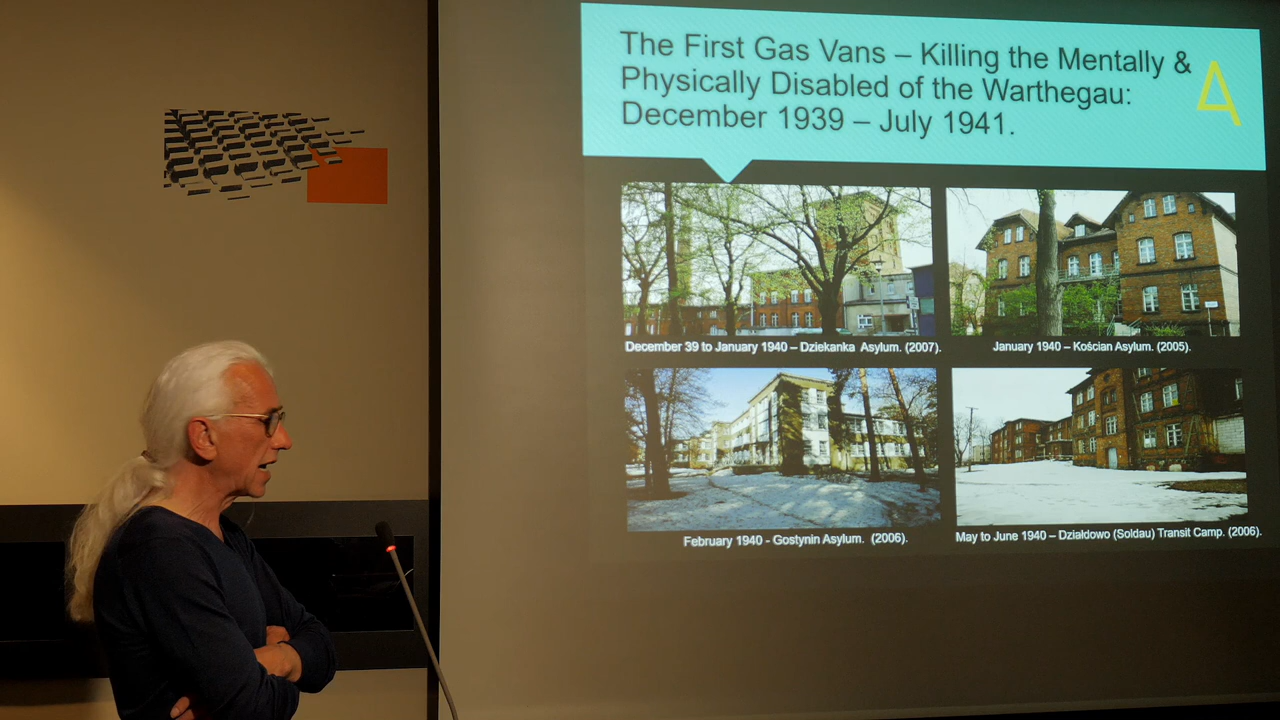 The First Gas Vans – Killing the Mentally &
Physically Disabled of the Warthegau:
December 1939 – July 1941.
December 39 to January 1940 – Dziekanka Asylum. (2007).
January 1940 – Kościan Asylum. (2005).
February 1940 - Gostynin Asylum. (2006).
May to June 1940 – Działdowo (Soldau) Transit Camp. (2006).